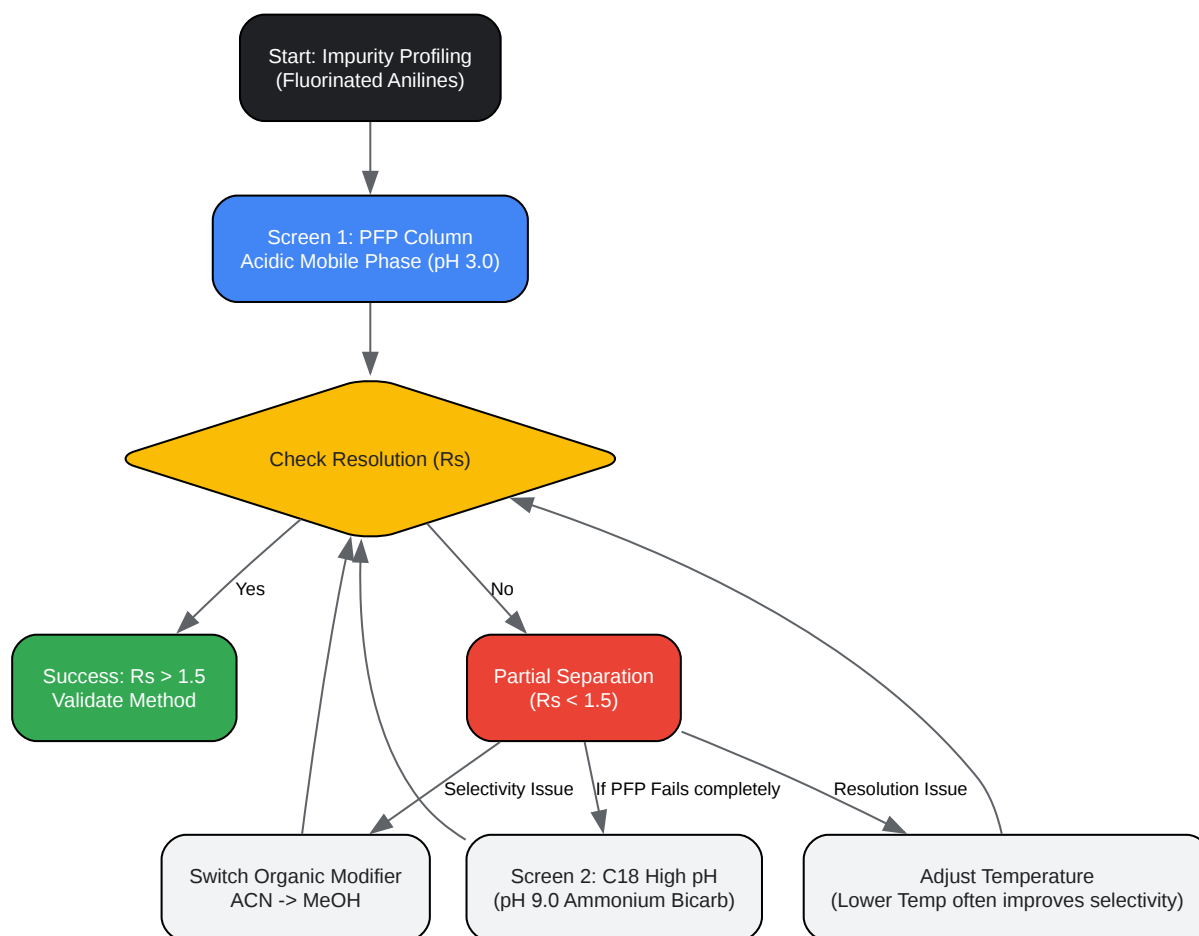 Start: Impurity Profiling
(Fluorinated Anilines)
Screen 1: PFP Column
Acidic Mobile Phase (pH 3.0)
Check Resolution (Rs)
Yes
No
Success: Rs > 1.5
Validate Method
Partial Separation
(Rs < 1.5)
Selectivity Issue
If PFP Fails completely
Resolution Issue
Switch Organic Modifier
ACN -> MeOH
Screen 2: C18 High pH
(pH 9.0 Ammonium Bicarb)
Adjust Temperature
(Lower Temp often improves selectivity)